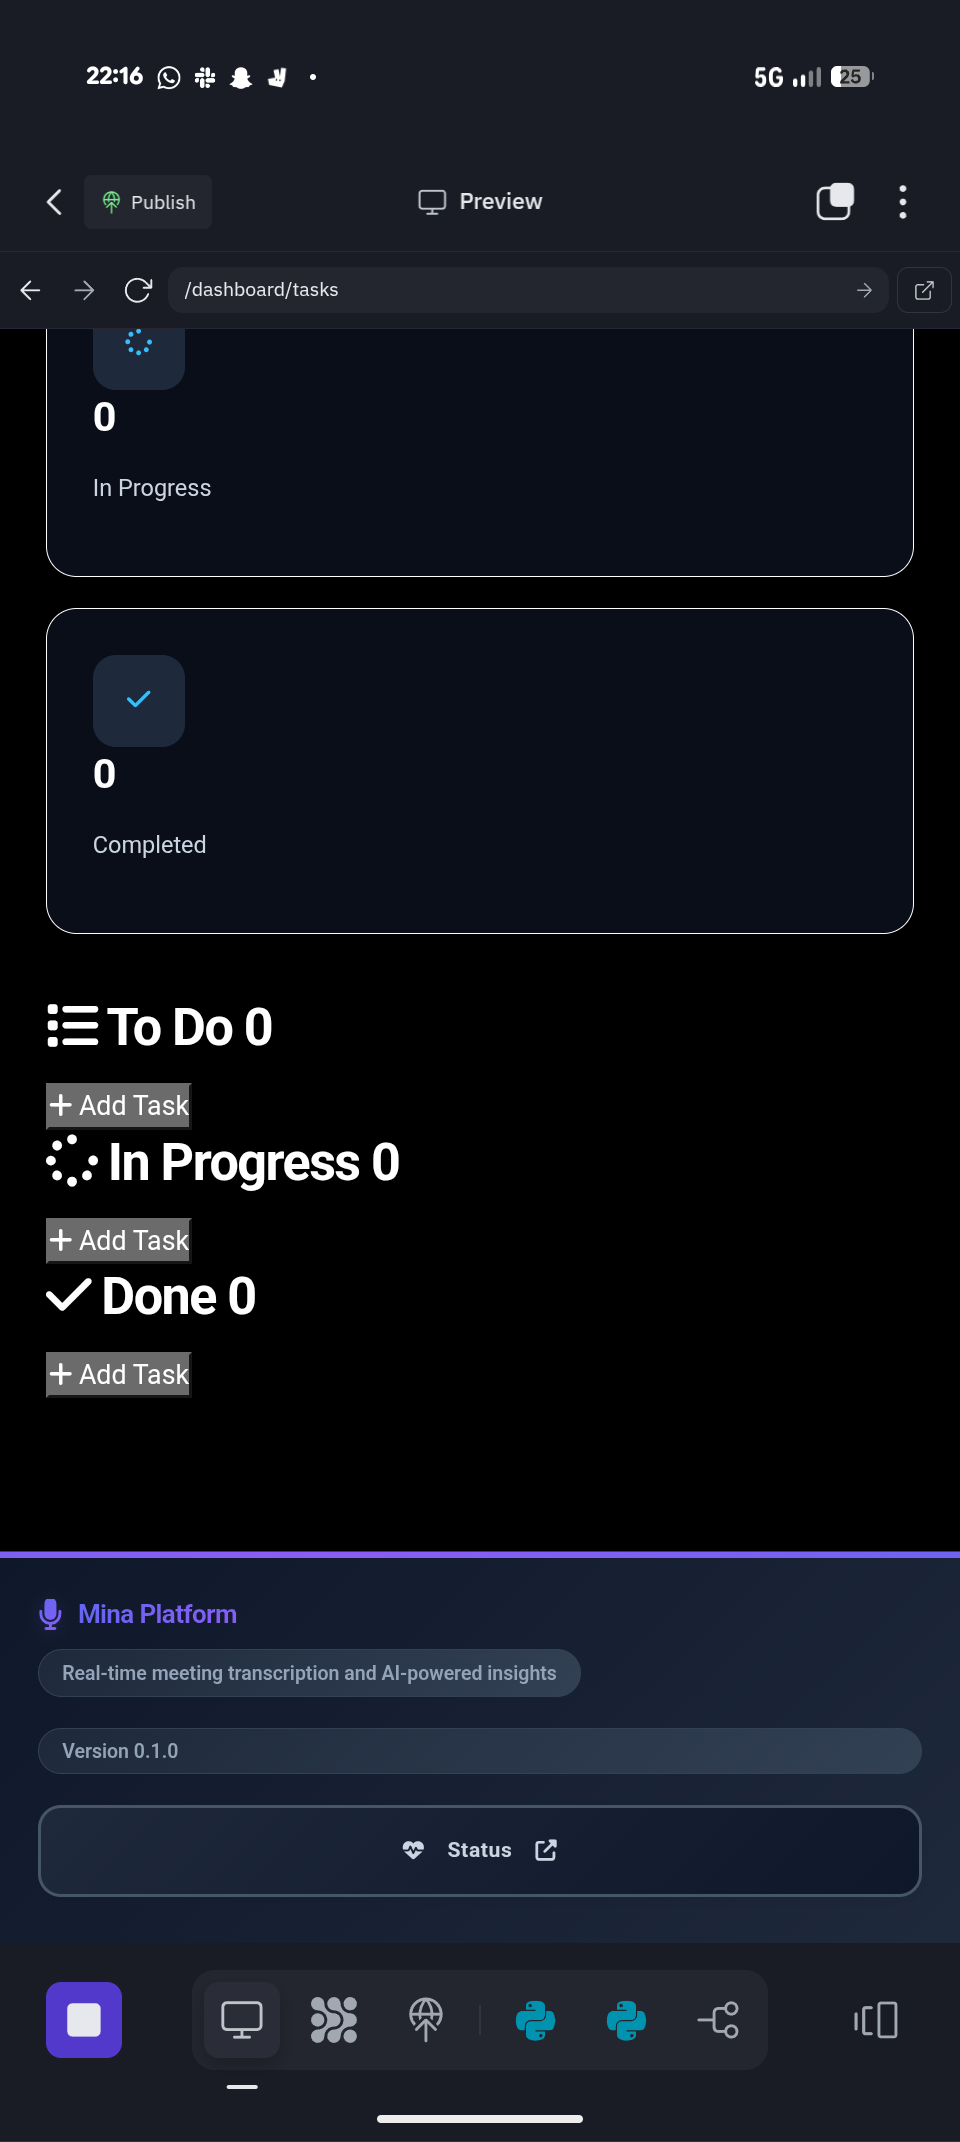 22:16
5G
25
Publish
Preview
/dashboard/tasks
0
In Progress
0
Completed
To Do 0
Add Task
In Progress 0
Add Task
Done 0
Add Task
Mina Platform
Real-time meeting transcription and AI-powered insights
Version 0.1.0
Status